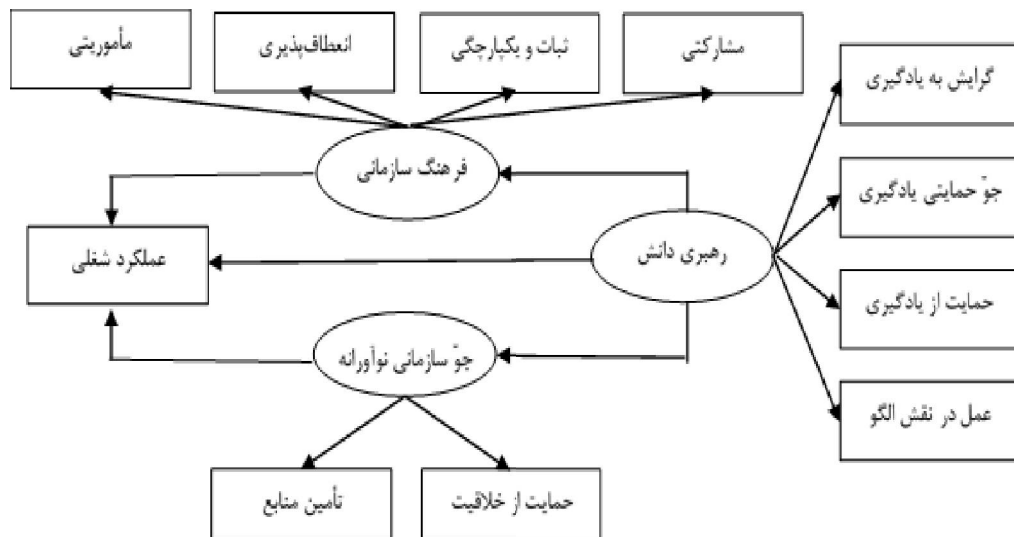 مشارکتی
ثبات و یکپارچگی
انعطاف‌پذیری
مأموریتی
گرایش به یادگیری
فرهنگ سازمانی
جوّ حمایتی یادگیری
رهبری دانش
عملکرد شغلی
حمایت از یادگیری
جوّ سازمانی نوآورانه
عمل در نقش الگو
حمایت از خلاقیت
تأمین منابع